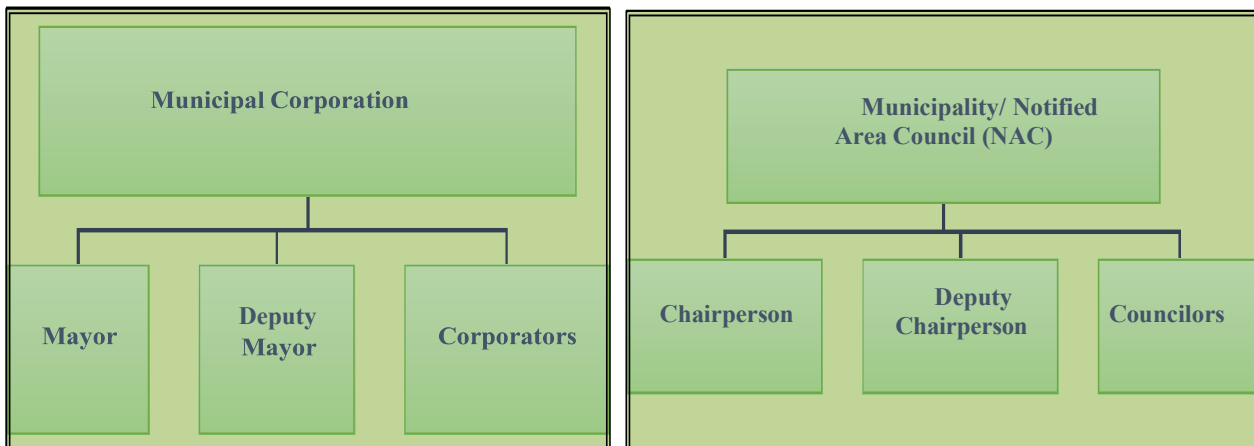 Municipal Corporation
Mayor
Deputy
Mayor
Corporators
Municipality/ Notified
Area Council (NAC)
Chairperson
Deputy
Chairperson
Councilors